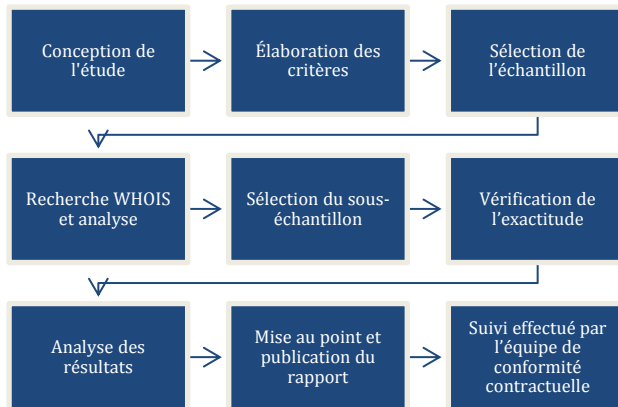 Conception de
l'étude
Élaboration des
critères
Sélection de
l’échantillon
Recherche WHOIS
et analyse
Sélection du sous-
échantillon
Vérification de
l’exactitude
Analyse des
résultats
Mise au point et
publication du
rapport
Suivi effectué par
l’équipe de
conformité
contractuelle